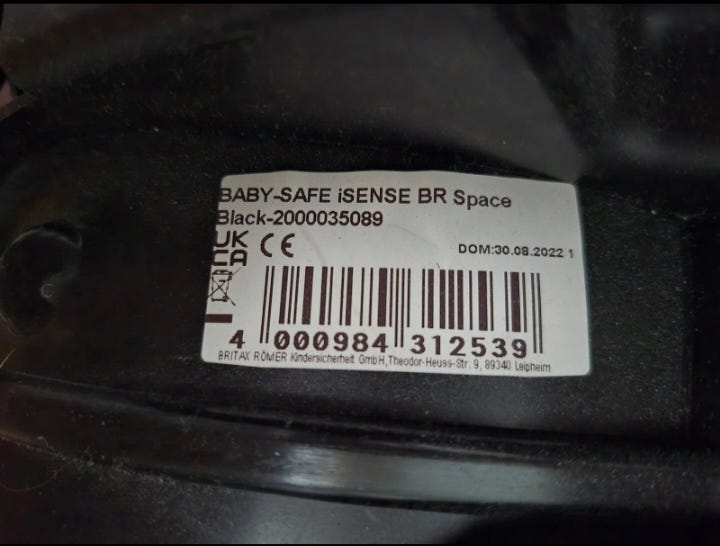 BABY-SAFE iSENSE BR Space
Black-2000035089
UK
CA CE
DOM:30.08.2022 1
4 000984 312539
BRITAX RÖMER Kindersicherheit GmbH,Theodor-Heuss-Str. 9, 89340 Leipheim